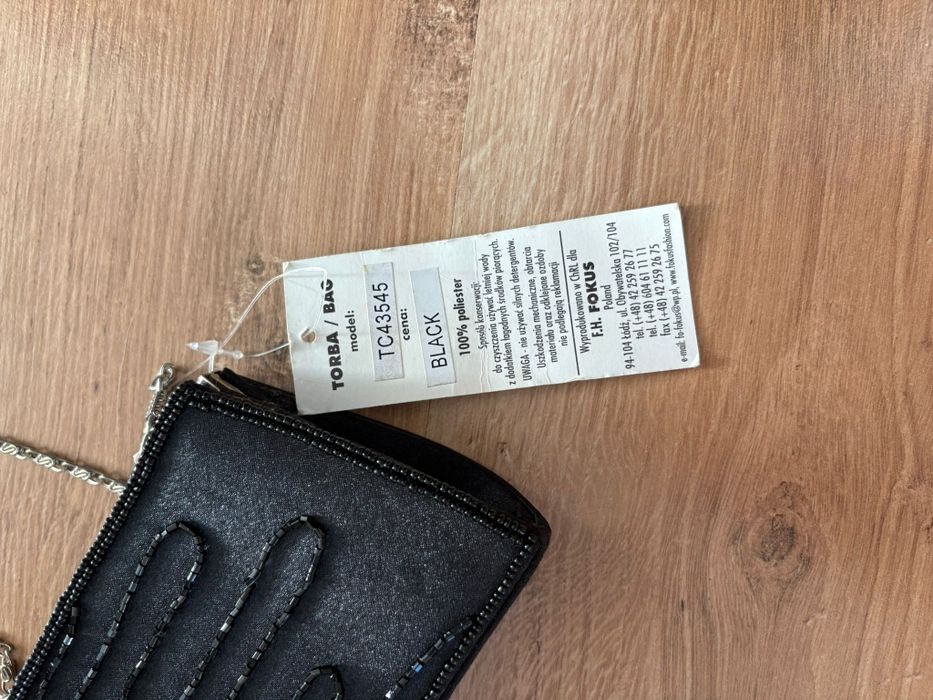 TORBA / BAG
model:
TC43545
cena:
BLACK
100% poliester
Sposób konserwacji:
do czyszczenia używać letniej wody
z dodatkiem łagodnych środków piorących.
UWAGA - nie używać silnych detergentów.
Uszkodzenia mechaniczne, obtarcia
materiału oraz odklejone ozdoby
nie podlegają reklamacji
Wyprodukowano w ChRL dla
F.H. FOKUS
Poland
94-104 Łódź, ul. Obywatelska 102/104
tel. (+48) 42 259 26 77
tel. (+48) 604 61 11 11
fax (+48) 42 259 26 75
e-mail: fo-fokus@wp.pl, www.fokusfashion.com